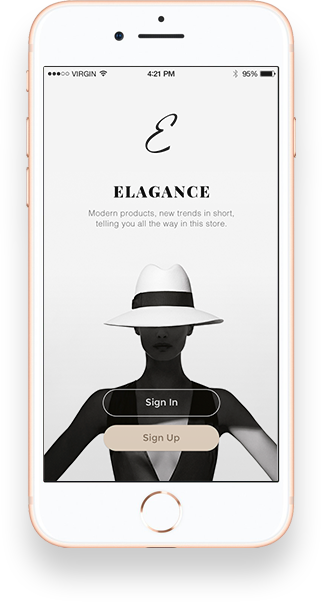 VIRGIN 4:21 PM 95%
E
ELAGANCE
Modern products, new trends in short,
telling you all the way in this store.
Sign In
Sign Up